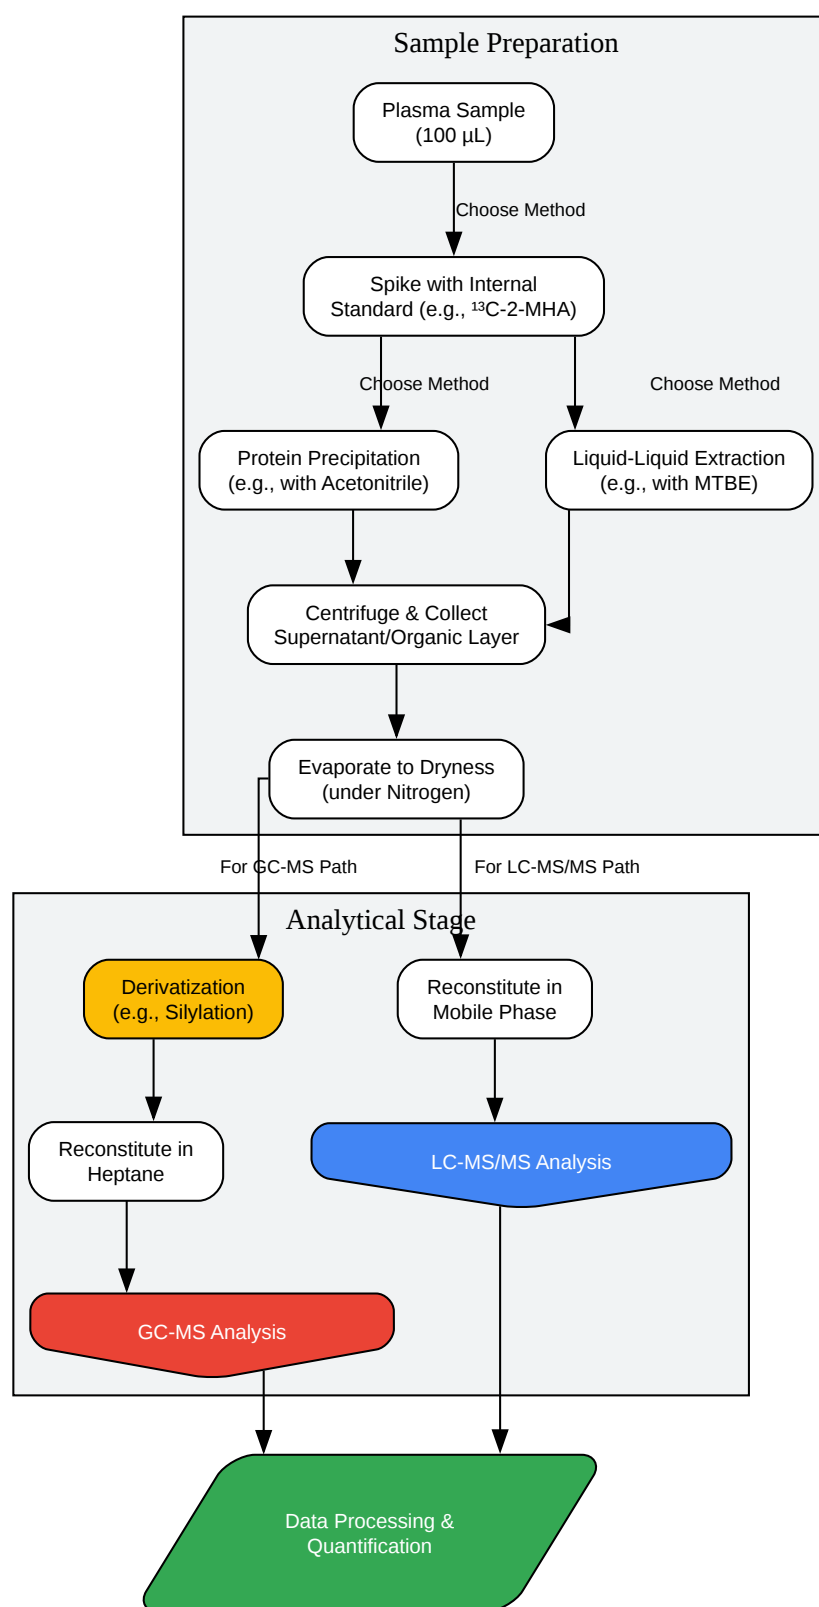 Sample Preparation
Plasma Sample
(100 µL)
Choose Method
Spike with Internal
Standard (e.g., ¹³C-2-MHA)
Choose Method
Choose Method
Protein Precipitation
(e.g., with Acetonitrile)
Liquid-Liquid Extraction
(e.g., with MTBE)
Centrifuge & Collect
Supernatant/Organic Layer
Evaporate to Dryness
(under Nitrogen)
For GC-MS Path
For LC-MS/MS Path
Analytical Stage
Derivatization
(e.g., Silylation)
Reconstitute in
Mobile Phase
Reconstitute in
Heptane
LC-MS/MS Analysis
GC-MS Analysis
Data Processing &
Quantification